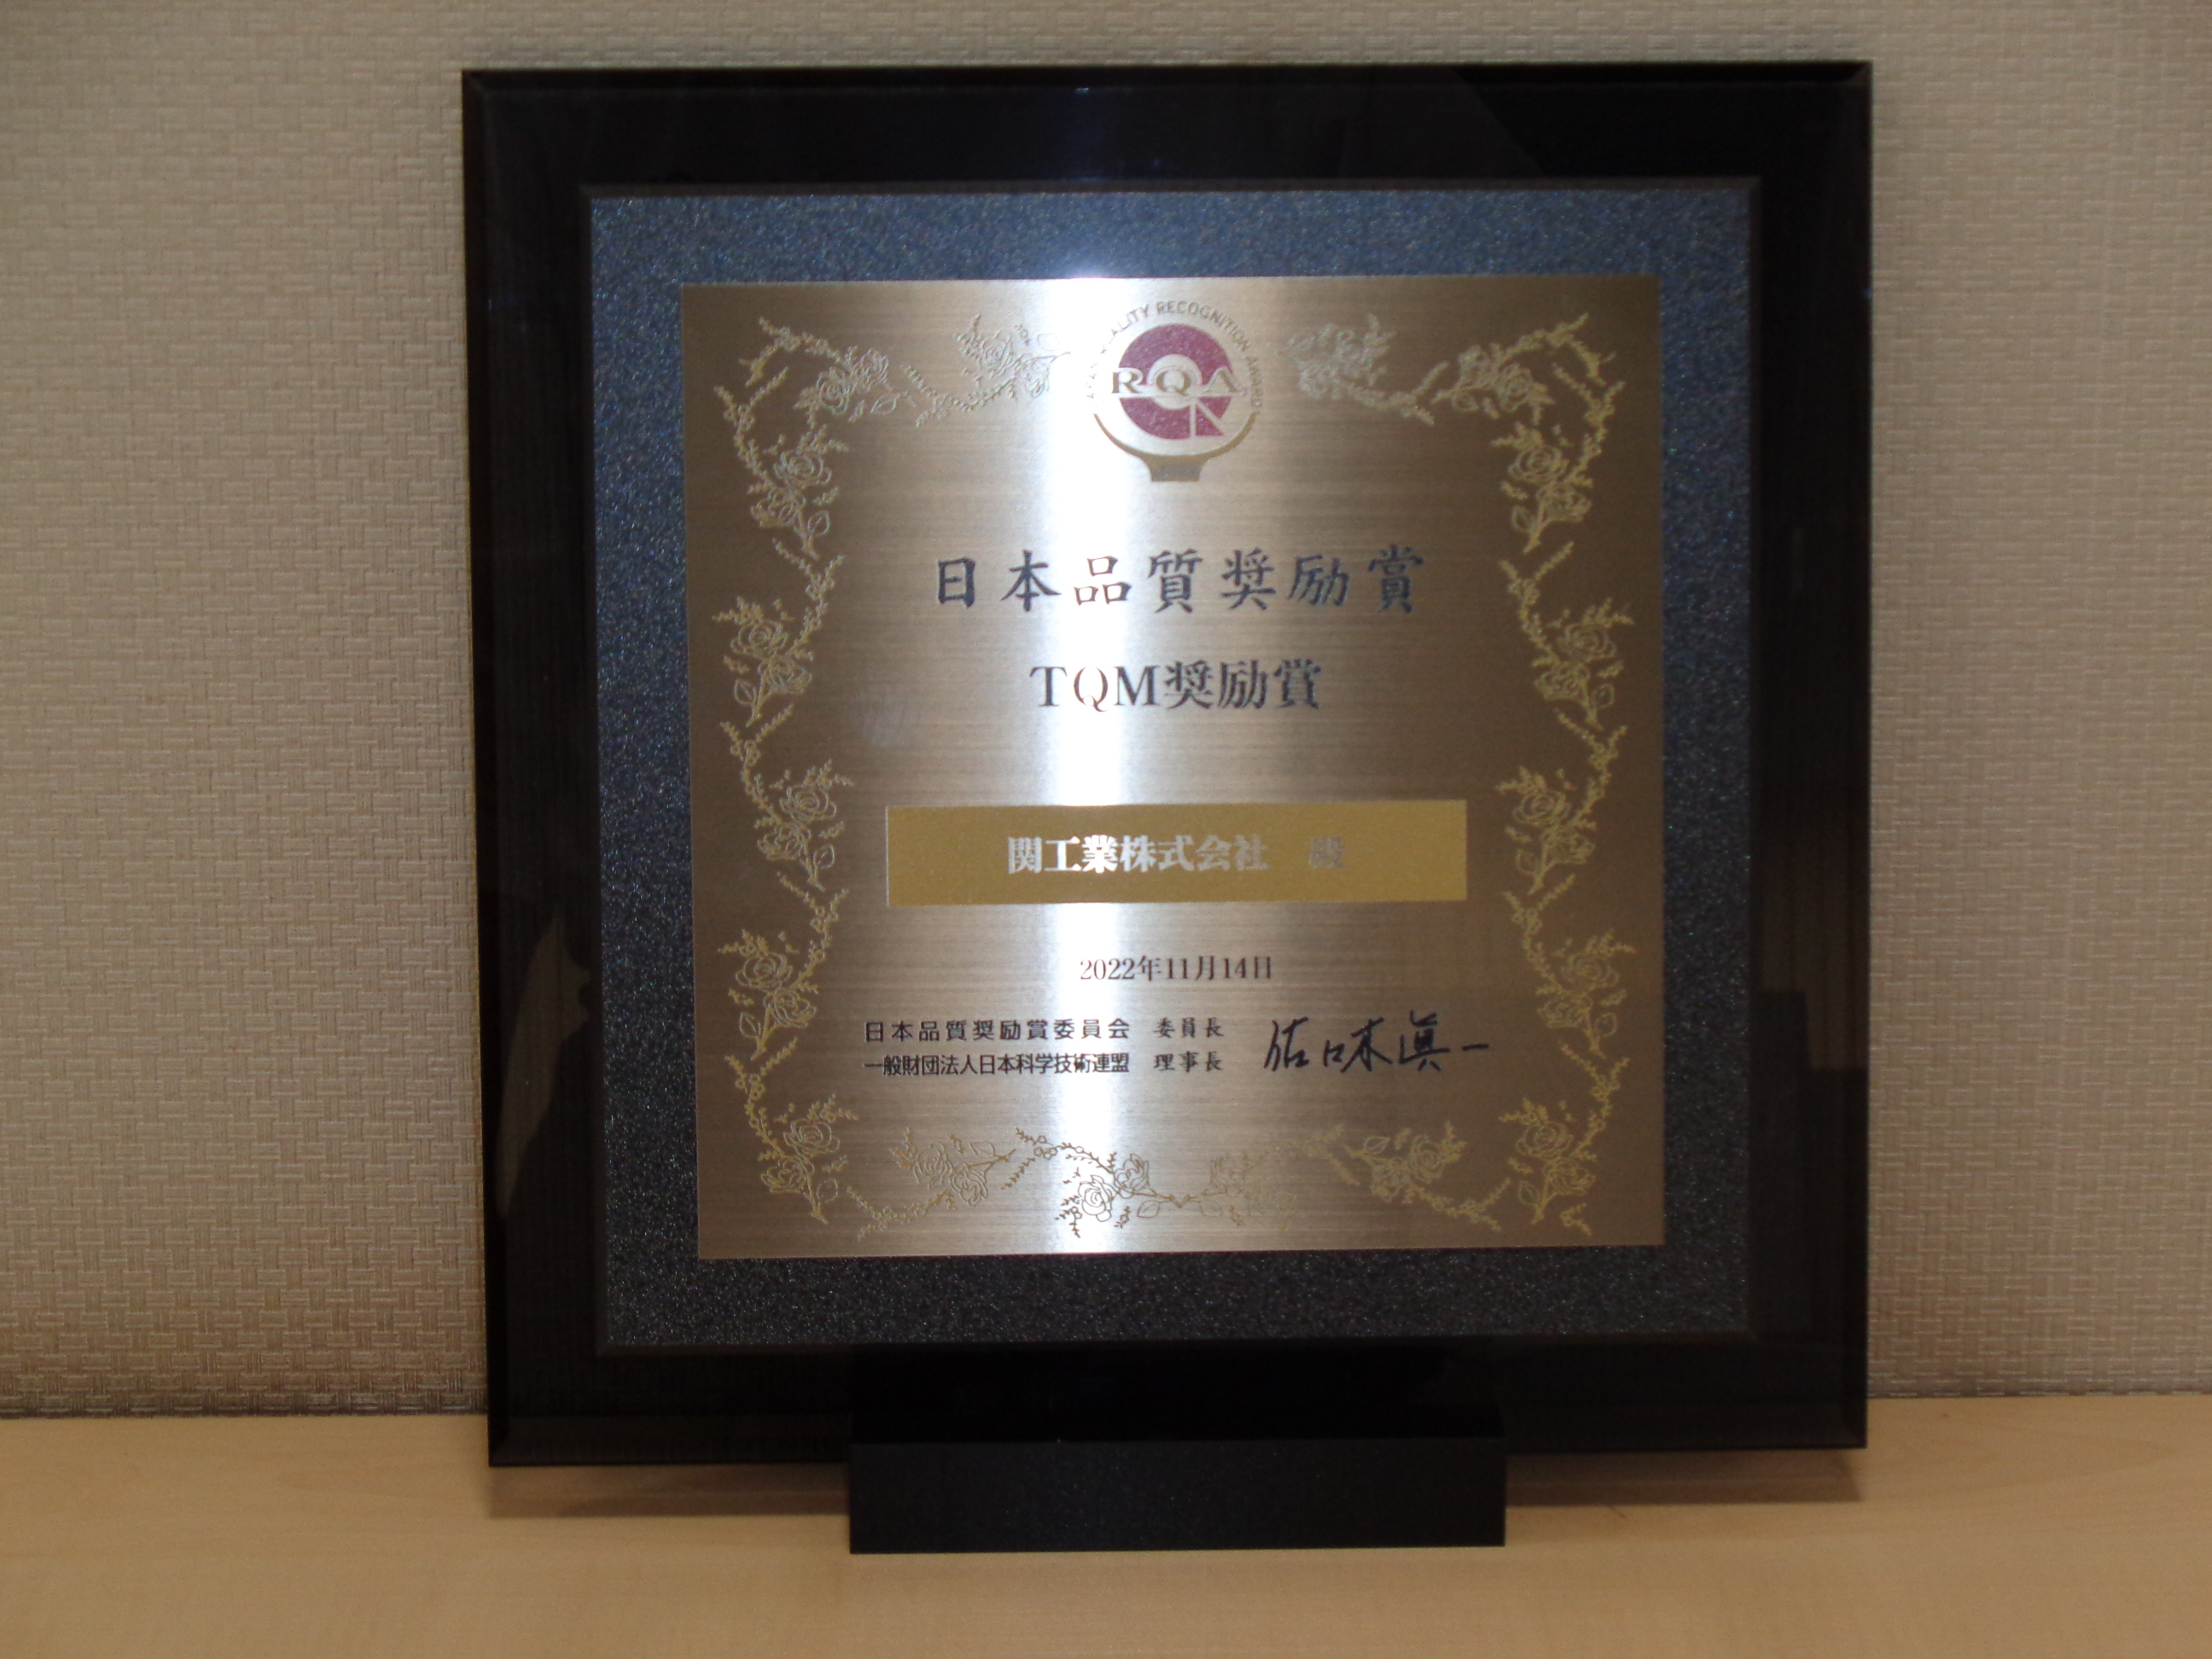 JAPAN QUALITY RECOGNITION AWARD
RQA
日本品質奨励賞
TQM奨励賞
関工業株式会社　殿
2022年11月14日
日本品質奨励賞委員会　委員長
一般財団法人日本科学技術連盟　理事長
佐々木眞一